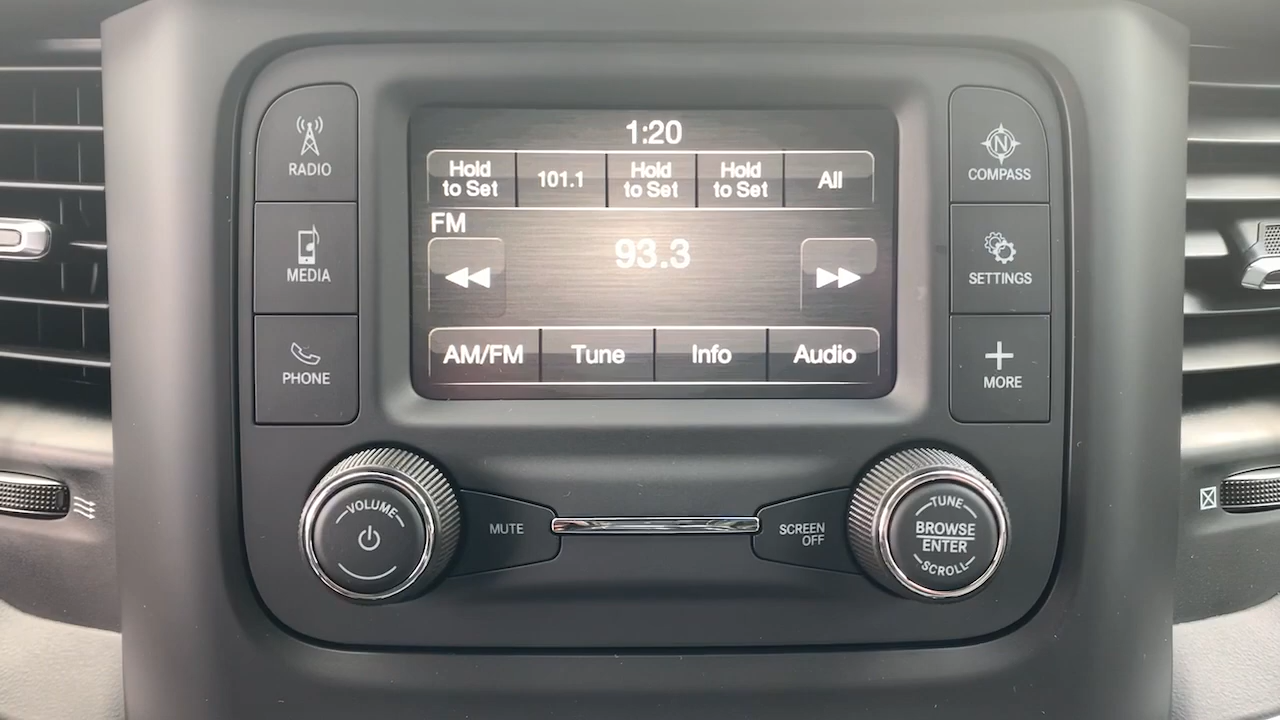 1:20
Hold
to Set
101.1
Hold
to Set
Hold
to Set
All
FM
93.3
AM/FM
Tune
Info
Audio
RADIO
MEDIA
PHONE
N
COMPASS
SETTINGS
MORE
VOLUME
MUTE
SCREEN
OFF
TUNE
BROWSE
ENTER
SCROLL